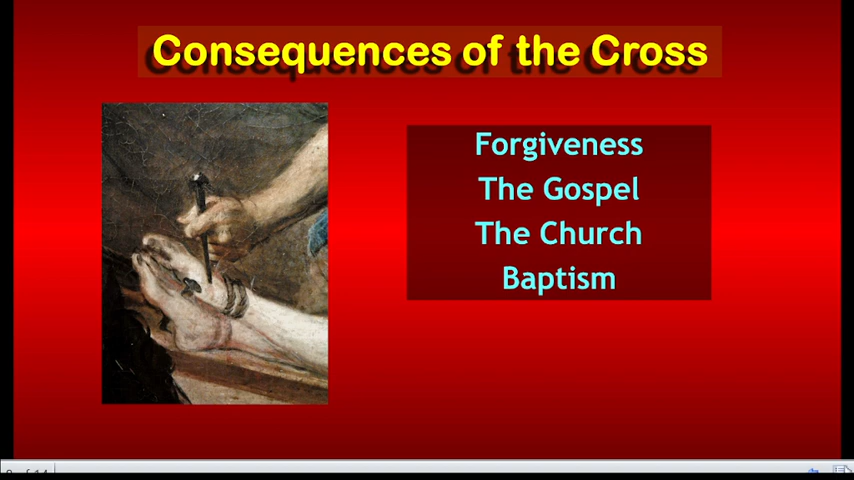 Consequences of the Cross
Forgiveness
The Gospel
The Church
Baptism